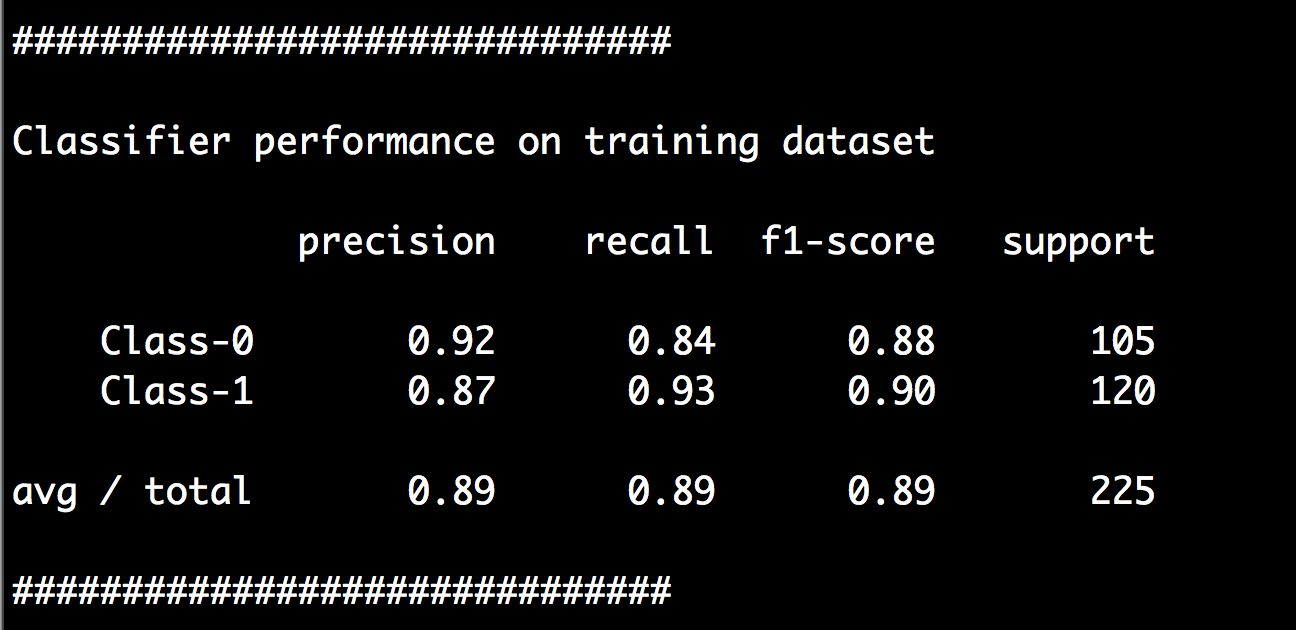 ##############################
Classifier performance on training dataset
precision recall f1-score support
Class-0 0.92 0.84 0.88 105
Class-1 0.87 0.93 0.90 120
avg / total 0.89 0.89 0.89 225
##############################